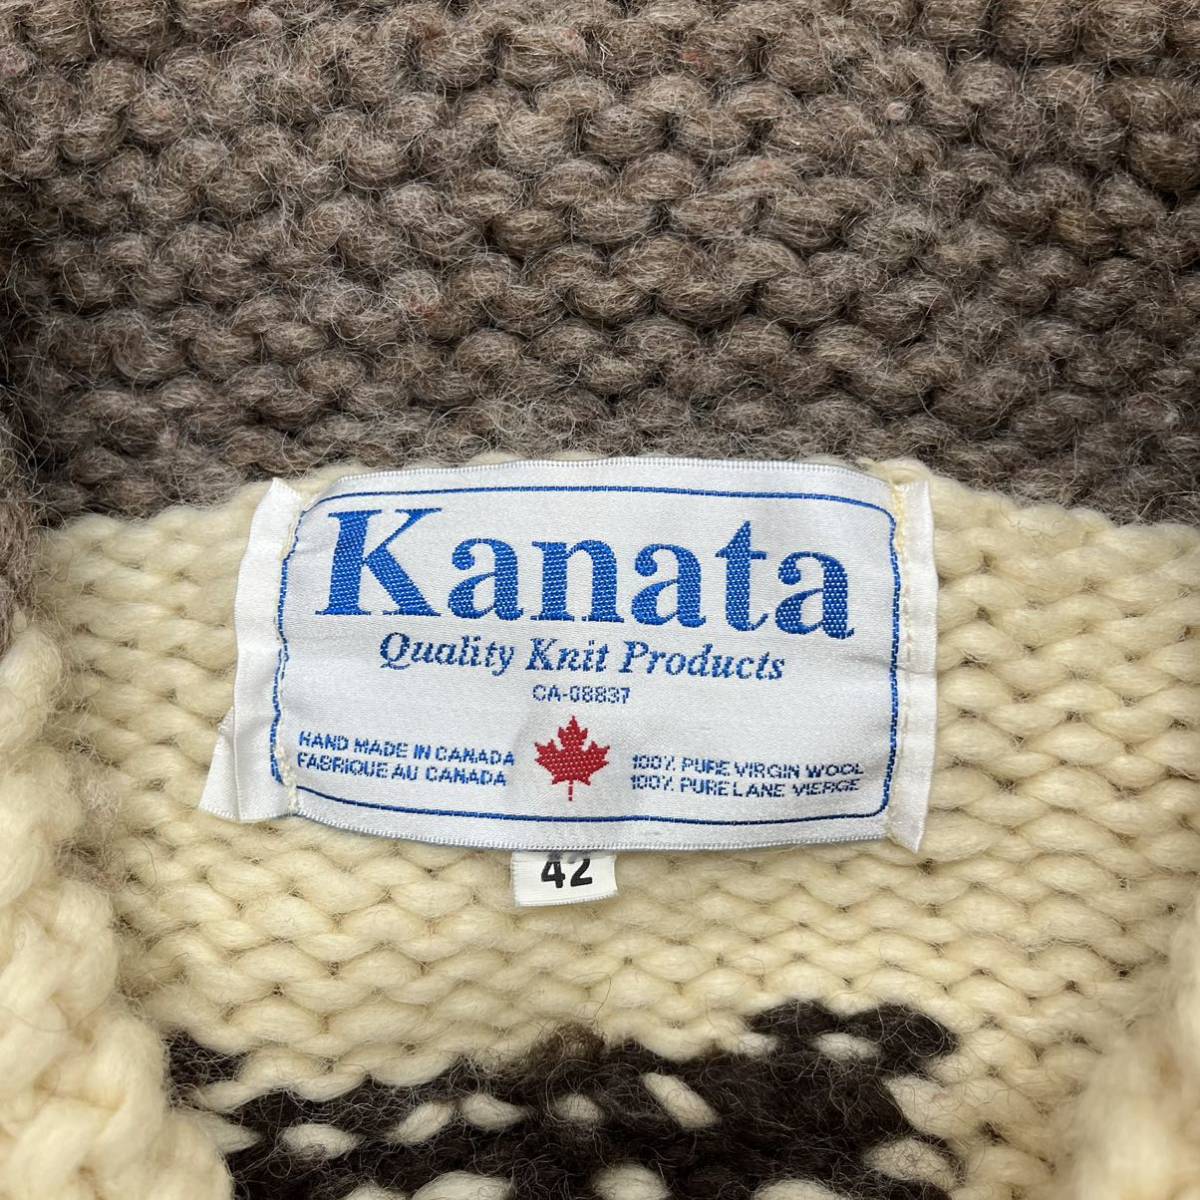 Kanata
Quality Knit Products
CA-08837
HAND MADE IN CANADA
FABRIQUE AU CANADA
100% PURE VIRGIN WOOL
100% PURE LANE VIERGE
42